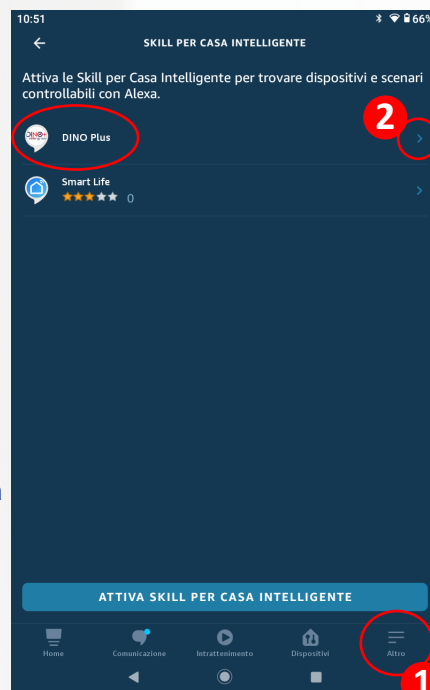 10:51
66%
SKILL PER CASA INTELLIGENTE
Attiva le Skill per Casa Intelligente per trovare dispositivi e scenari
controllabili con Alexa.
2
DINO Plus
Smart Life
0
ATTIVA SKILL PER CASA INTELLIGENTE
Home Comunicazione Intrattenimento Dispositivi Altro
1